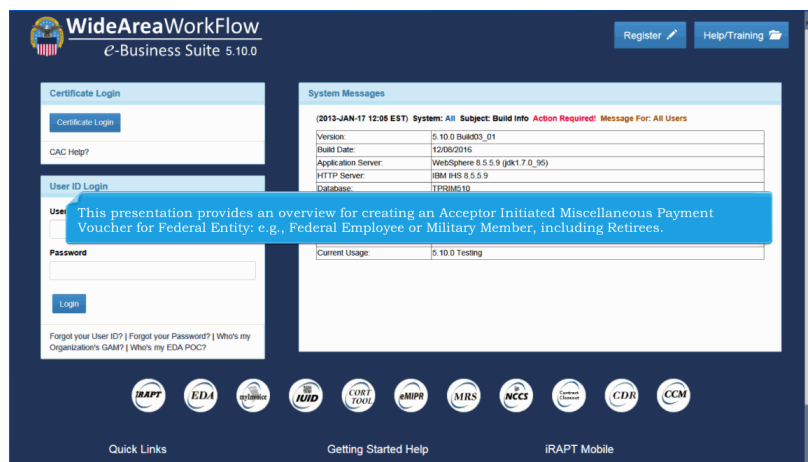 WideAreaWorkFlow
e-Business Suite 5.10.0
Register
Help/Training
Certificate Login
Certificate Login
CAC Help?
User ID Login
User
Password
Login
Forgot your User ID? | Forgot your Password? | Who's my
Organization's GAM? | Who's my EDA POC?
System Messages
(2013-JAN-17 12:05 EST) System: All Subject: Build Info Action Required! Message For: All Users
Version: 5.10.0 Build03_01
Build Date: 12/08/2016
Application Server: WebSphere 8.5.5.9 (jdk1.7.0_95)
HTTP Server: IBM IHS 8.5.5.9
Database: TPRIM510
This presentation provides an overview for creating an Acceptor Initiated Miscellaneous Payment
Voucher for Federal Entity: e.g., Federal Employee or Military Member, including Retirees.
Current Usage: 5.10.0 Testing
iRAPT
EDA
myInvoice
IUID
CORT
TOOL
eMIPR
MRS
NCCS
Contract
Closeout
CDR
CCM
Quick Links
Getting Started Help
iRAPT Mobile